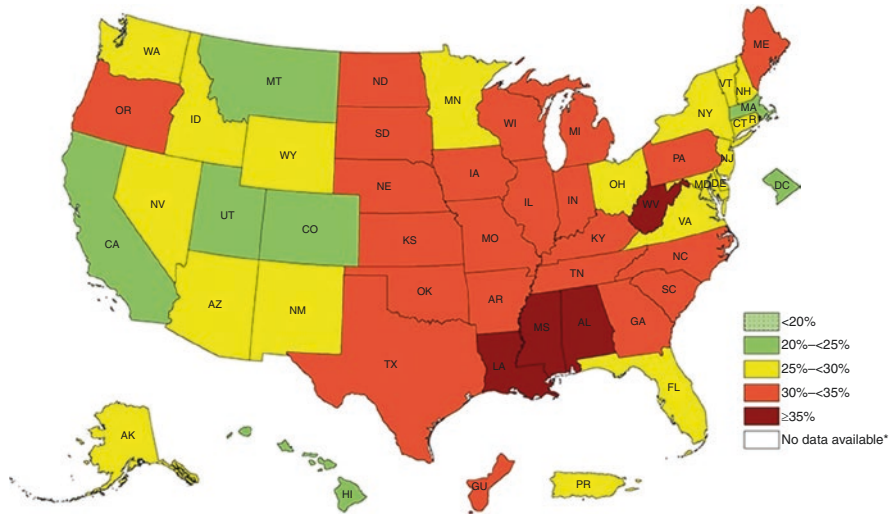 WA
MT
ND
MN
ME
OR
ID
SD
WI
MI
VT
NH
NY
MA
CT
R
WY
NE
IA
PA
NJ
OH
MD
DE
DC
NV
UT
CO
IL
IN
WV
VA
CA
KS
MO
KY
NC
TN
AZ
NM
OK
AR
SC
MS
AL
GA
TX
LA
FL
<20%
20%–<25%
25%–<30%
30%–<35%
≥35%
No data available*
AK
HI
GU
PR